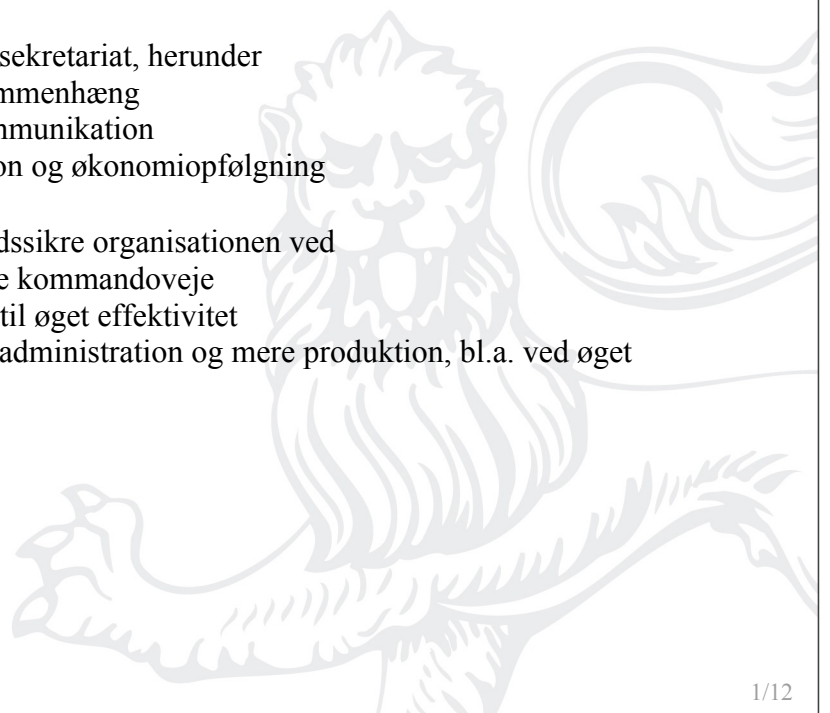 sekretariat, herunder
mmenhæng
nmunikation
on og økonomiopfølgning
dssikre organisationen ved
e kommandoveje
til øget effektivitet
administration og mere produktion, bl.a. ved øget
1/12